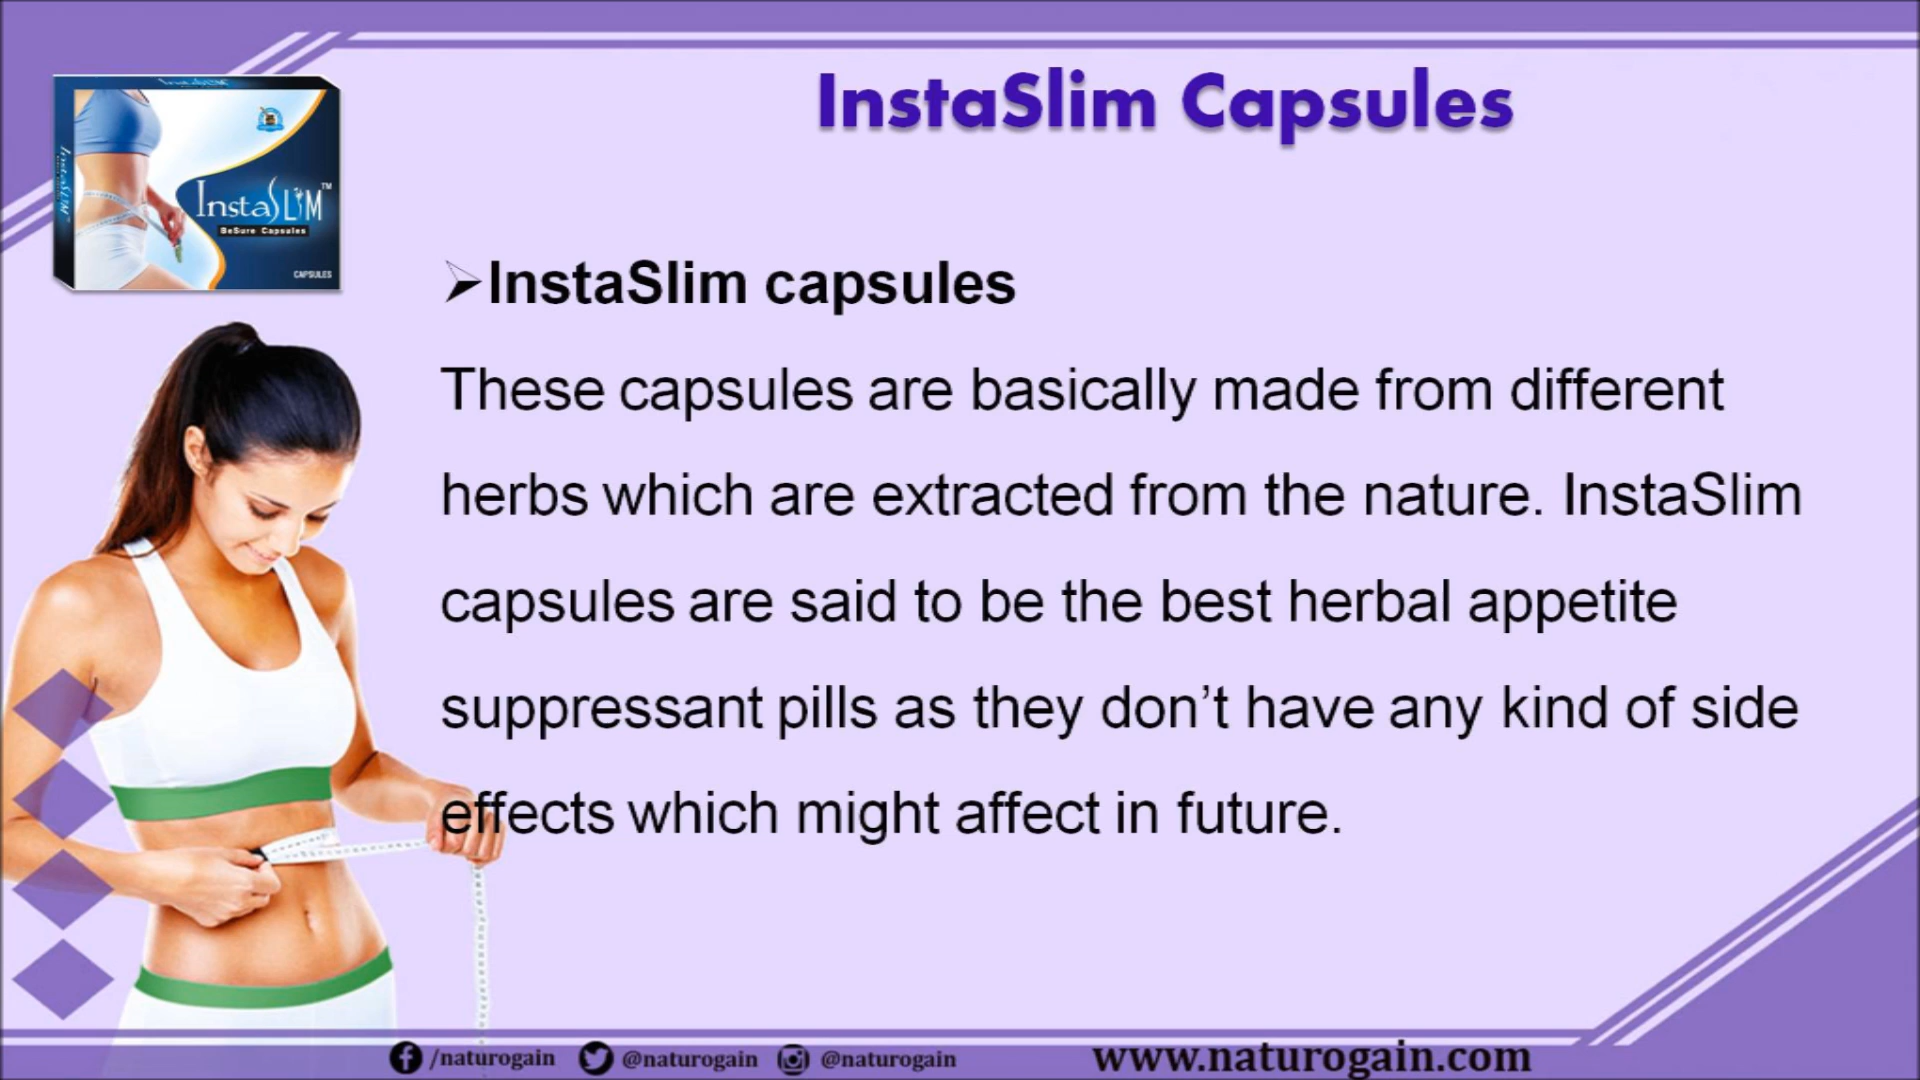 InstaSlim Capsules
InstaSLIM™
BeSure Capsules
CAPSULES
InstaSLIM
➢InstaSlim capsules
These capsules are basically made from different
herbs which are extracted from the nature. InstaSlim
capsules are said to be the best herbal appetite
suppressant pills as they don’t have any kind of side
effects which might affect in future.
/naturogain @naturogain @naturogain www.naturogain.com